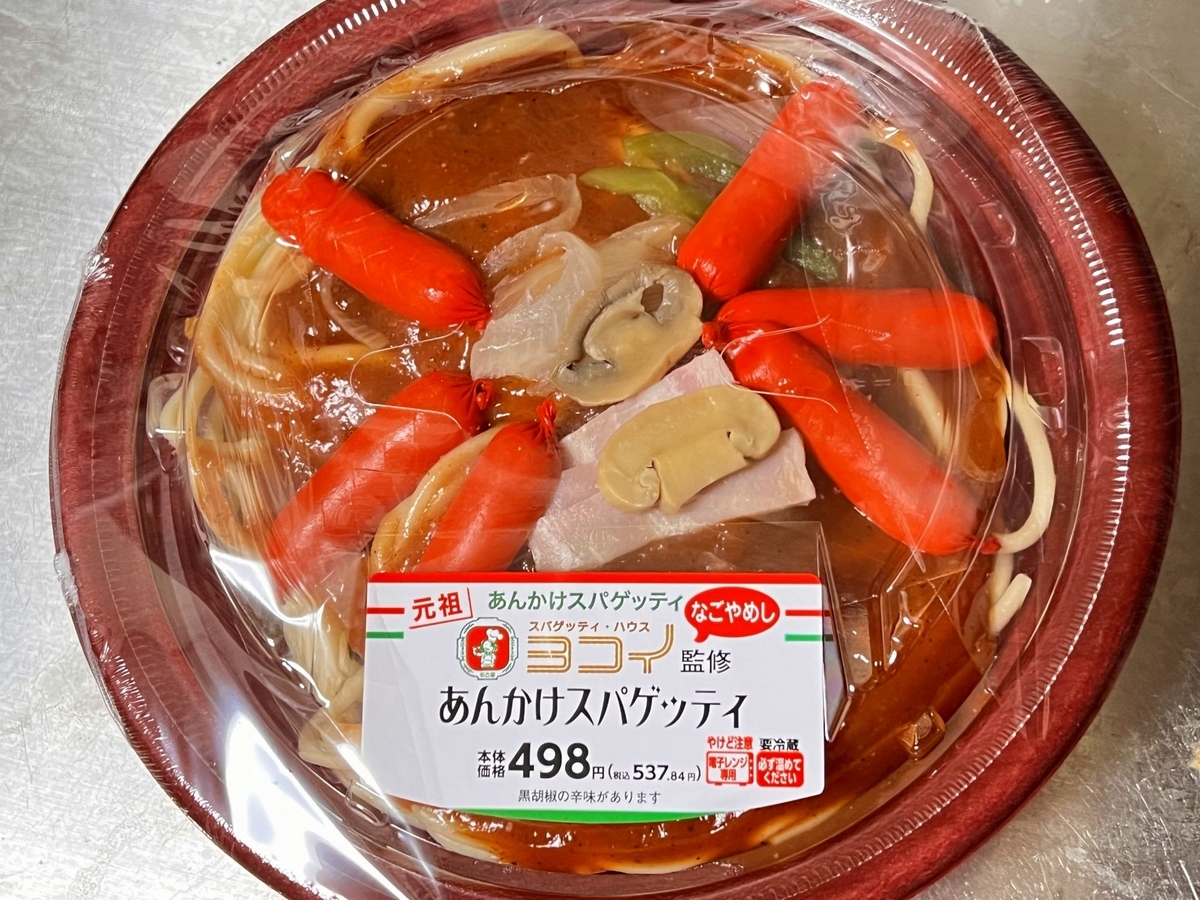 元祖 あんかけスパゲッティ なごやめし
スパゲッティ・ハウス
ヨコイ 監修
名古屋
あんかけスパゲッティ
本体価格 498円 (税込 537.84円)
やけど注意 要冷蔵
電子レンジ専用 必ず温めてください
黒胡椒の辛味があります